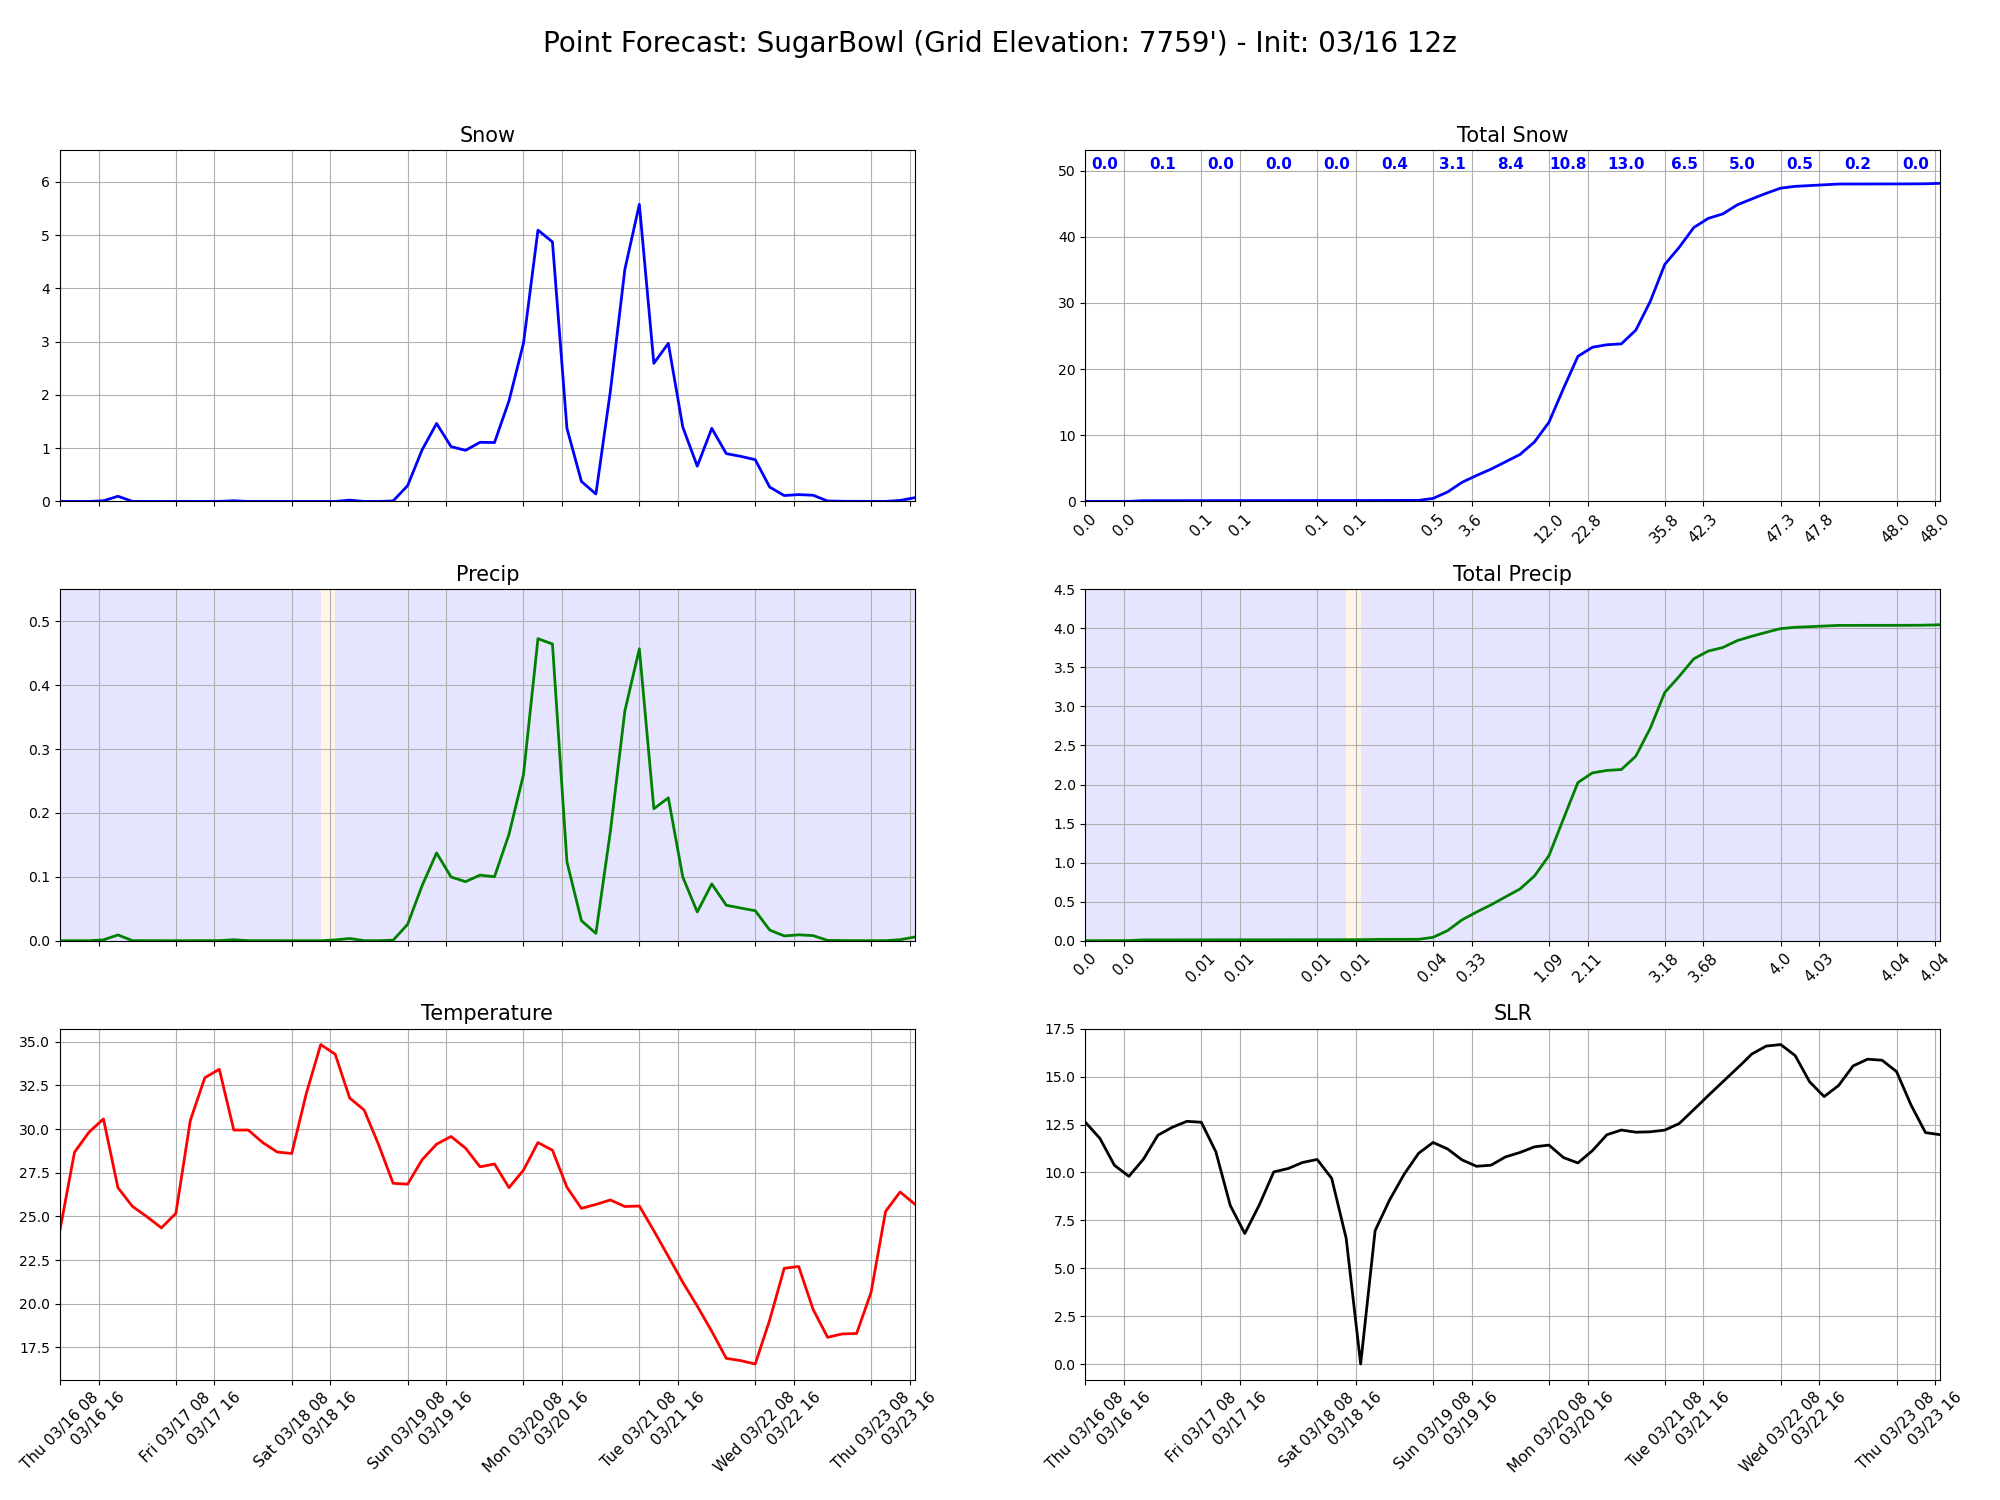 Point Forecast: SugarBowl (Grid Elevation: 7759') - Init: 03/16 12z
Snow
6
5
4
3
2
1
0
Total Snow
0.0 0.1 0.0 0.0 0.0 0.4 3.1 8.4 10.8 13.0 6.5 5.0 0.5 0.2 0.0
50
40
30
20
10
0
0.0 0.0 0.1 0.1 0.1 0.1 0.5 3.6 12.0 22.8 35.8 42.3 47.3 47.8 48.0 48.0
Precip
0.5
0.4
0.3
0.2
0.1
0.0
Total Precip
4.5
4.0
3.5
3.0
2.5
2.0
1.5
1.0
0.5
0.0
0.0 0.0 0.01 0.01 0.01 0.01 0.04 0.33 1.09 2.11 3.18 3.68 4.0 4.03 4.04 4.04
Temperature
35.0
32.5
30.0
27.5
25.0
22.5
20.0
17.5
Thu 03/16 08
03/16 16
Fri 03/17 08
03/17 16
Sat 03/18 08
03/18 16
Sun 03/19 08
03/19 16
Mon 03/20 08
03/20 16
Tue 03/21 08
03/21 16
Wed 03/22 08
03/22 16
Thu 03/23 08
03/23 16
SLR
17.5
15.0
12.5
10.0
7.5
5.0
2.5
0.0
Thu 03/16 08
03/16 16
Fri 03/17 08
03/17 16
Sat 03/18 08
03/18 16
Sun 03/19 08
03/19 16
Mon 03/20 08
03/20 16
Tue 03/21 08
03/21 16
Wed 03/22 08
03/22 16
Thu 03/23 08
03/23 16